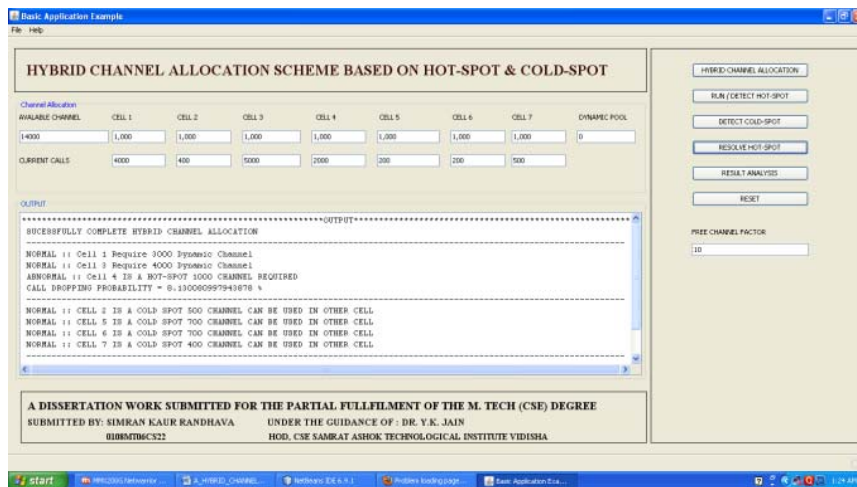 Basic Application Example
File Help
HYBRID CHANNEL ALLOCATION SCHEME BASED ON HOT-SPOT & COLD-SPOT
Channel Allocation
AVALABLE CHANNEL CELL 1 CELL 2 CELL 3 CELL 4 CELL 5 CELL 6 CELL 7 DYNAMIC POOL
14000 1,000 1,000 1,000 1,000 1,000 1,000 1,000 0
CURRENT CALLS 4000 400 5000 2000 200 200 500
OUTPUT
OUTPUT
SUCESSFULLY COMPLETE HYBRID CHANNEL ALLOCATION
NORMAL :: Cell 1 Require 3000 Dynamic Channel
NORMAL :: Cell 3 Require 4000 Dynamic Channel
ABNORMAL :: Cell 4 IS A HOT-SPOT 1000 CHANNEL REQUIRED
CALL DROPPING PROBABILITY = %
NORMAL :: CELL 2 IS A COLD SPOT 500 CHANNEL CAN BE USED IN OTHER CELL
NORMAL :: CELL 5 IS A COLD SPOT 700 CHANNEL CAN BE USED IN OTHER CELL
NORMAL :: CELL 6 IS A COLD SPOT 700 CHANNEL CAN BE USED IN OTHER CELL
NORMAL :: CELL 7 IS A COLD SPOT 400 CHANNEL CAN BE USED IN OTHER CELL
A DISSERTATION WORK SUBMITTED FOR THE PARTIAL FULLFILMENT OF THE M. TECH (CSE) DEGREE
SUBMITTED BY: SIMRAN KAUR RANDHAVA UNDER THE GUIDANCE OF : DR. Y.K. JAIN
0108MT06CS22 HOD, CSE SAMRAT ASHOK TECHNOLOGICAL INSTITUTE VIDISHA
HYBRID CHANNEL ALLOCATION
RUN / DETECT HOT-SPOT
DETECT COLD-SPOT
RESOLVE HOT-SPOT
RESULT ANALYSIS
RESET
FREE CHANNEL FACTOR
10
start A_HYBRID_CHANNEL... NetBeans IDE 6.9.1 Problem loading page... Basic Application Exa... 1:24 AM